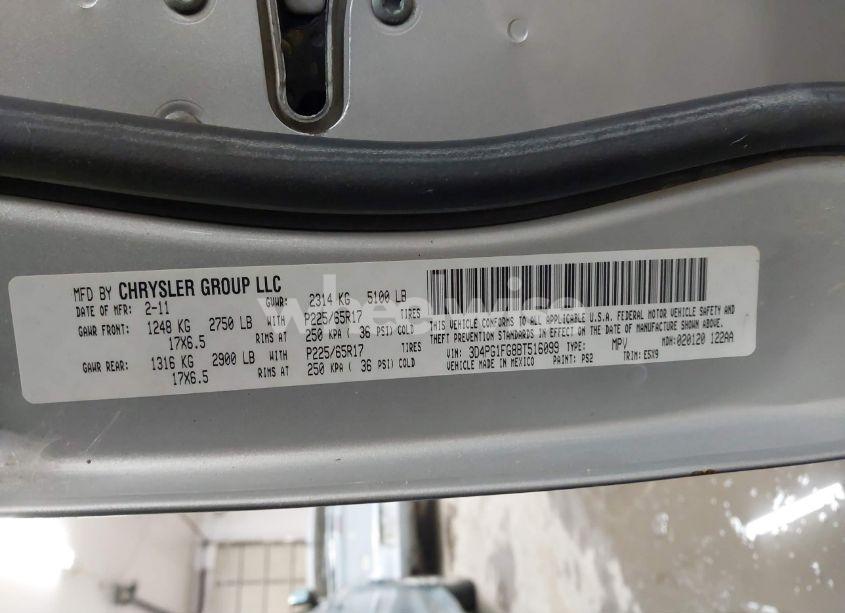 MFD BY CHRYSLER GROUP LLC
DATE OF MFR: 2-11 GVWR: 2314 KG 5100 LB
GAWR FRONT: 1248 KG 2750 LB WITH P225/65R17 TIRES
17X6.5 RIMS AT 250 KPA ( 36 PSI) COLD
GAWR REAR: 1316 KG 2900 LB WITH P225/65R17 TIRES
17X6.5 RIMS AT 250 KPA ( 36 PSI) COLD
THIS VEHICLE CONFORMS TO ALL APPLICABLE U.S.A. FEDERAL MOTOR VEHICLE SAFETY AND
THEFT PREVENTION STANDARDS IN EFFECT ON THE DATE OF MANUFACTURE SHOWN ABOVE.
VIN: 3D4PG1FG8BT516099 TYPE: MPV MDH: 020120 122AA
VEHICLE MADE IN MEXICO PAINT: PS2 TRIM: E5X9
wheelwise